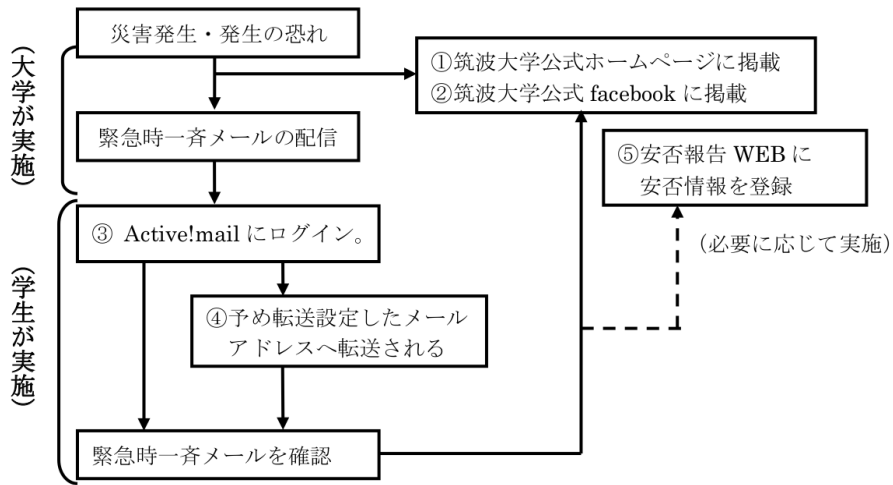 災害発生・発生の恐れ
(大学が実施)
①筑波大学公式ホームページに掲載
②筑波大学公式 facebook に掲載
緊急時一斉メールの配信
⑤安否報告 WEB に
安否情報を登録
③ Active!mail にログイン。
(必要に応じて実施)
(学生が実施)
④予め転送設定したメール
アドレスへ転送される
緊急時一斉メールを確認